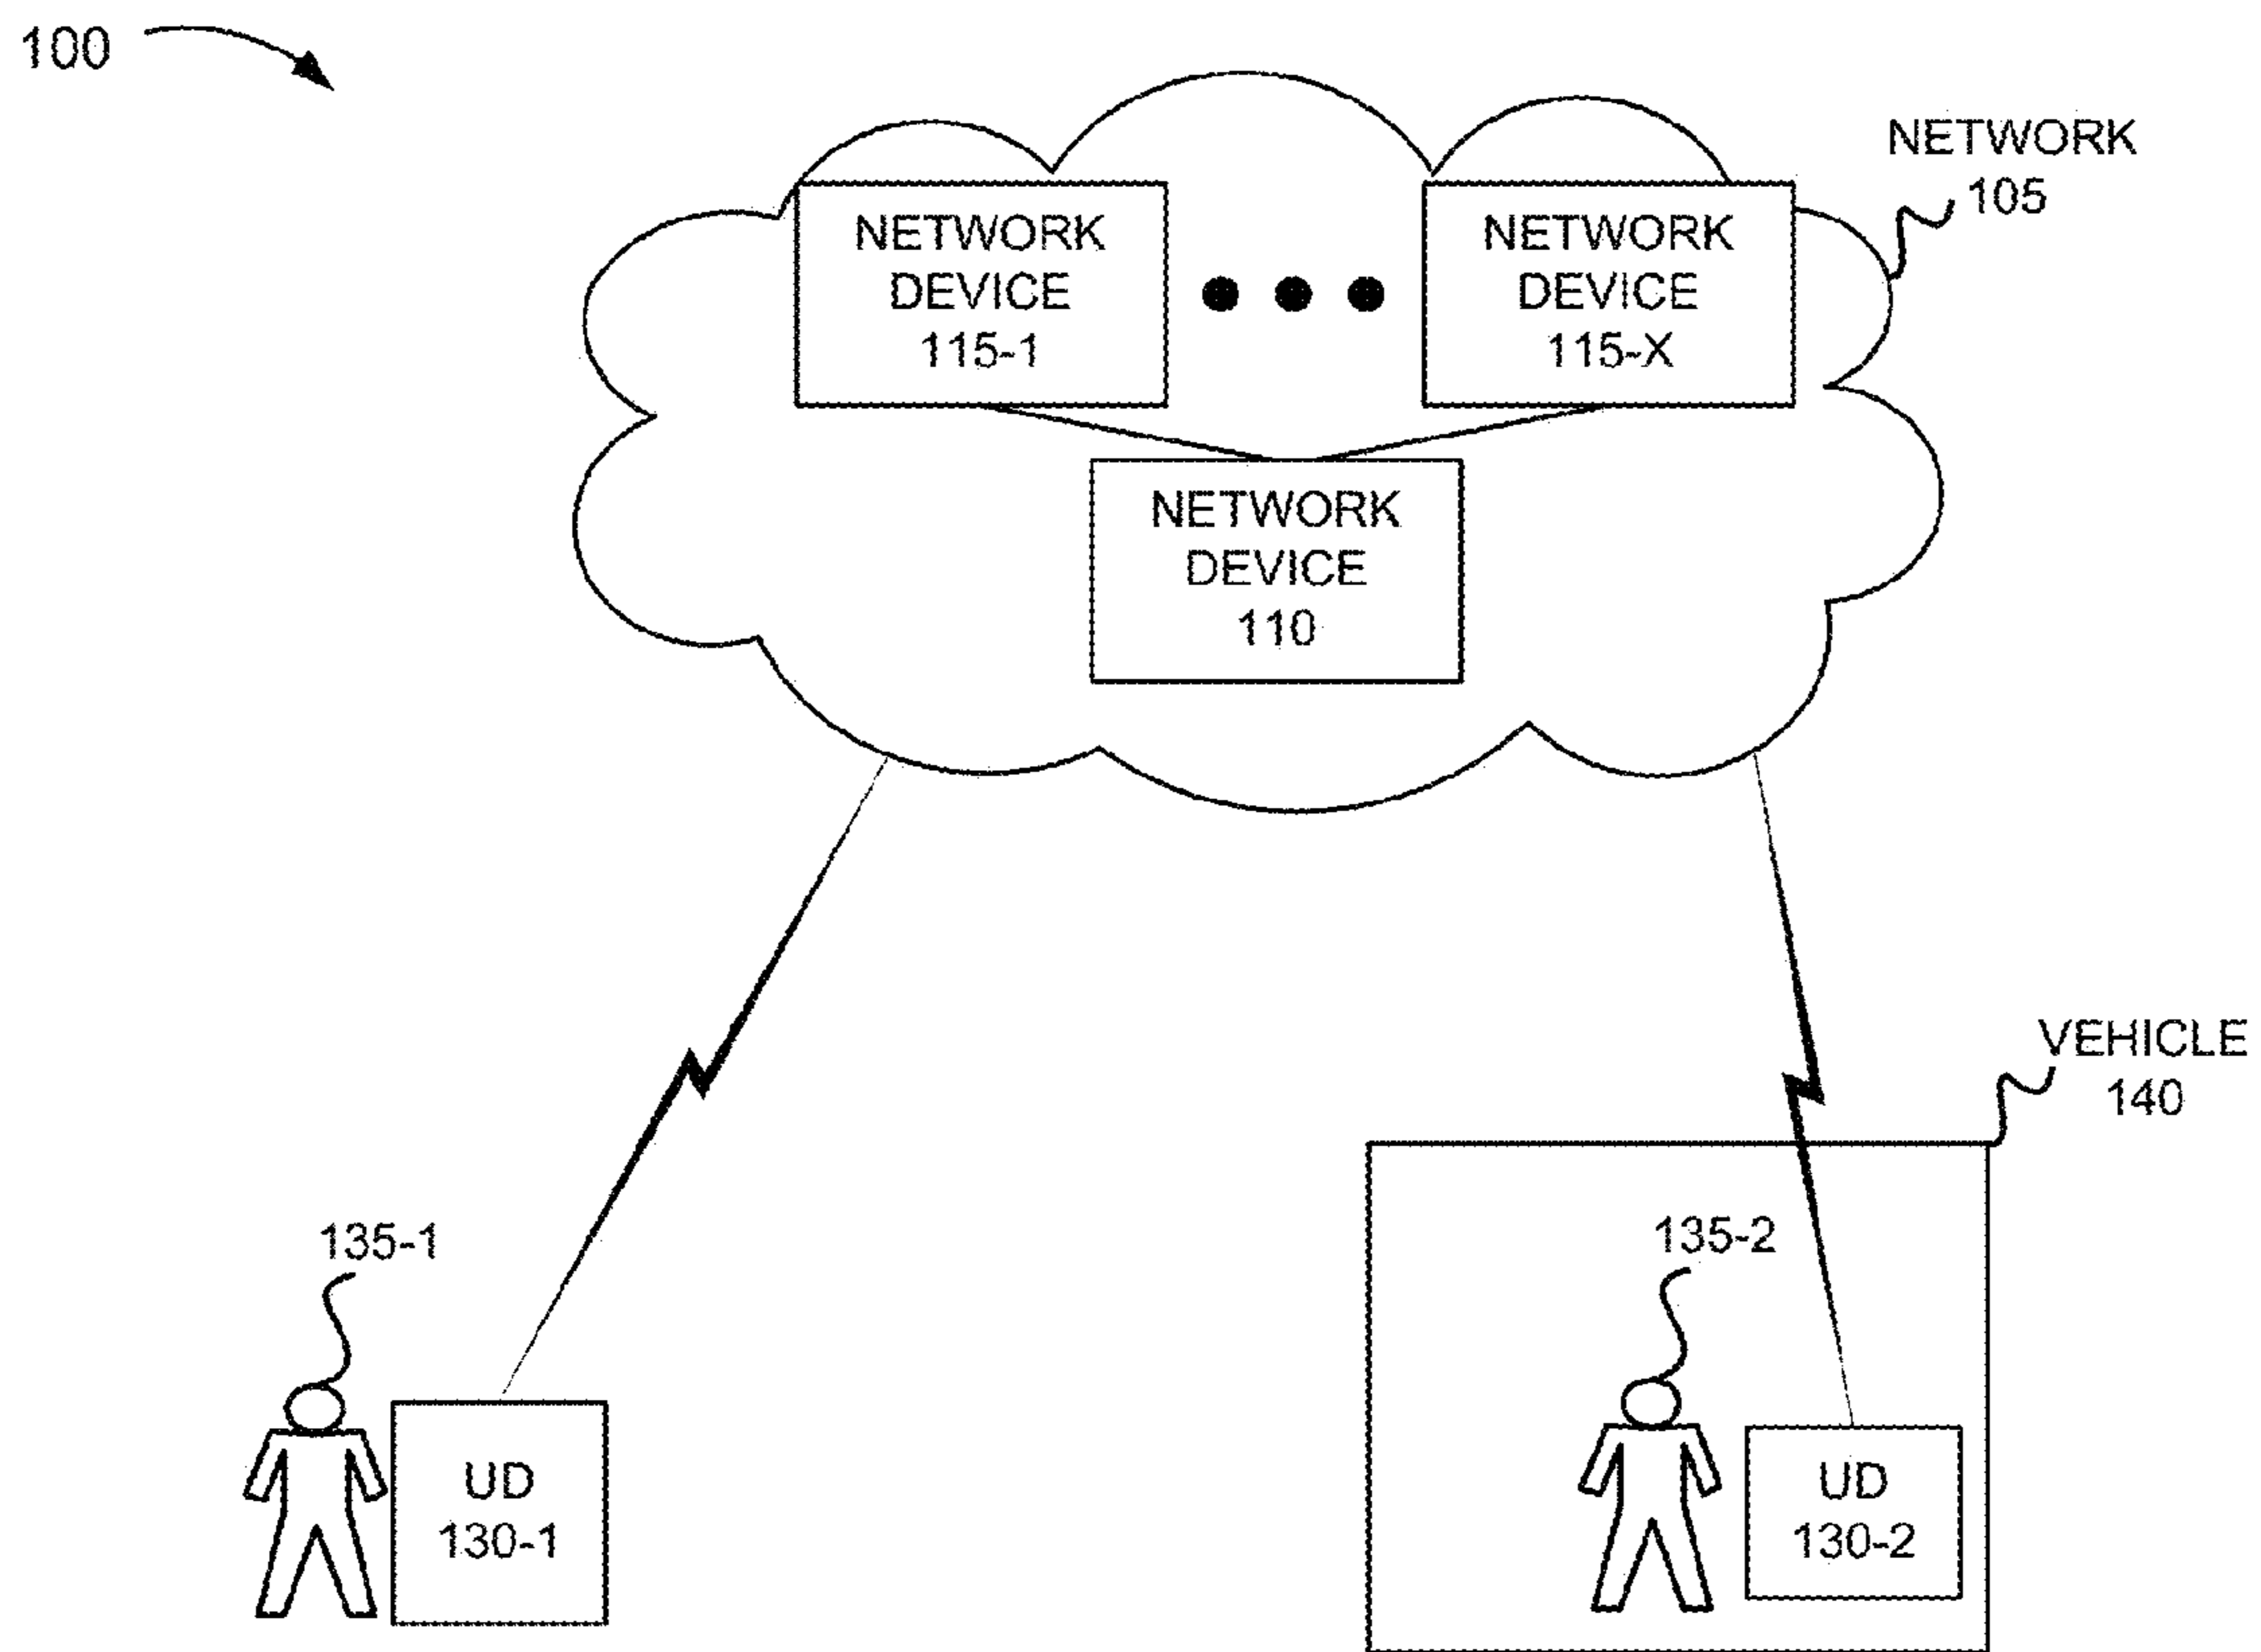 100
NETWORK
105
NETWORK
DEVICE
115-1
NETWORK
DEVICE
115-X
NETWORK
DEVICE
110
VEHICLE
140
135-1
135-2
UD
130-1
UD
130-2